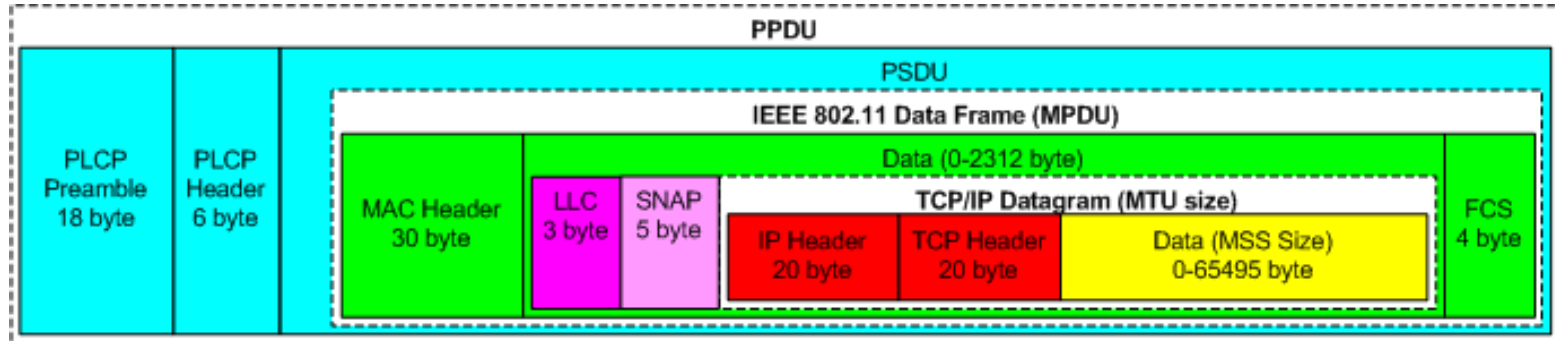 PPDU
PSDU
IEEE 802.11 Data Frame (MPDU)
PLCP
Preamble
18 byte
PLCP
Header
6 byte
MAC Header
30 byte
Data (0-2312 byte)
LLC
3 byte
SNAP
5 byte
TCP/IP Datagram (MTU size)
IP Header
20 byte
TCP Header
20 byte
Data (MSS Size)
0-65495 byte
FCS
4 byte